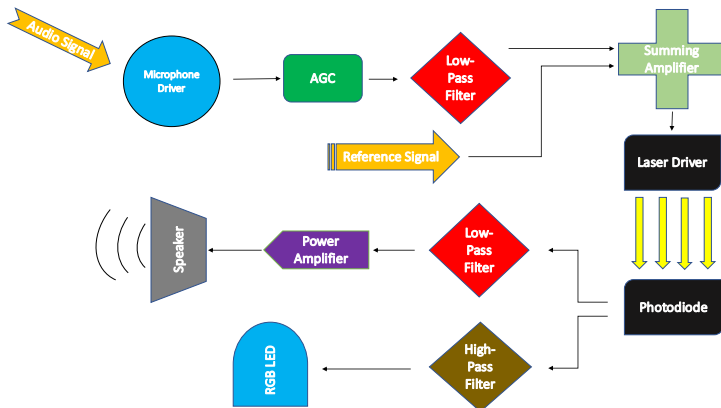 Audio Signal
Microphone
Driver
AGC
Low-
Pass
Filter
Summing
Amplifier
Reference Signal
Laser Driver
Speaker
Power
Amplifier
Low-
Pass
Filter
Photodiode
RGB LED
High-
Pass
Filter